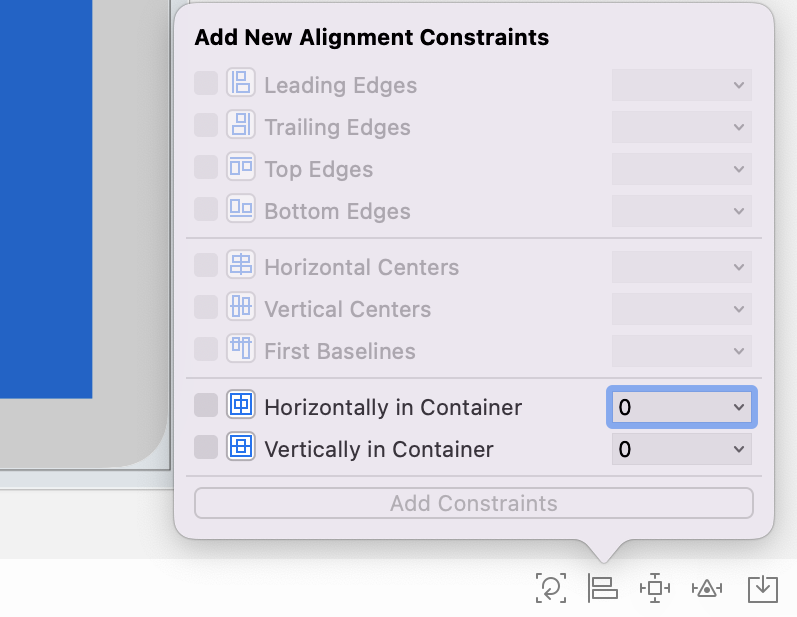 Add New Alignment Constraints
Leading Edges
Trailing Edges
Top Edges
Bottom Edges
Horizontal Centers
Vertical Centers
First Baselines
Horizontally in Container 0
Vertically in Container 0
Add Constraints